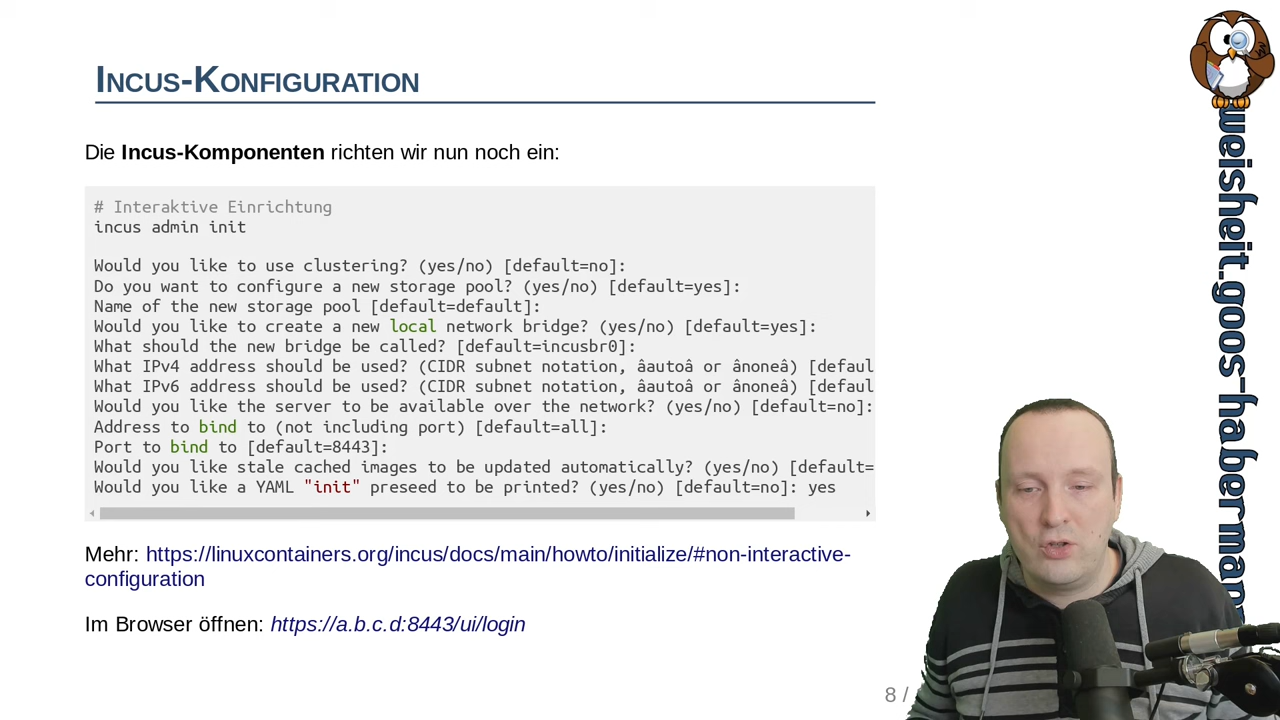 Incus-Konfiguration
Die Incus-Komponenten richten wir nun noch ein:
# Interaktive Einrichtung
incus admin init
Would you like to use clustering? (yes/no) [default=no]:
Do you want to configure a new storage pool? (yes/no) [default=yes]:
Name of the new storage pool [default=default]:
Would you like to create a new local network bridge? (yes/no) [default=yes]:
What should the new bridge be called? [default=incusbr0]:
What IPv4 address should be used? (CIDR subnet notation, âautoâ or ânoneâ) [defaul
What IPv6 address should be used? (CIDR subnet notation, âautoâ or ânoneâ) [defaul
Would you like the server to be available over the network? (yes/no) [default=no]:
Address to bind to (not including port) [default=all]:
Port to bind to [default=8443]:
Would you like stale cached images to be updated automatically? (yes/no) [default=
Would you like a YAML "init" preseed to be printed? (yes/no) [default=no]: yes
Mehr: https://linuxcontainers.org/incus/docs/main/howto/initialize/#non-interactive-
configuration
Im Browser öffnen: https://a.b.c.d:8443/ui/login
8 /
weisheit.goos-haberman